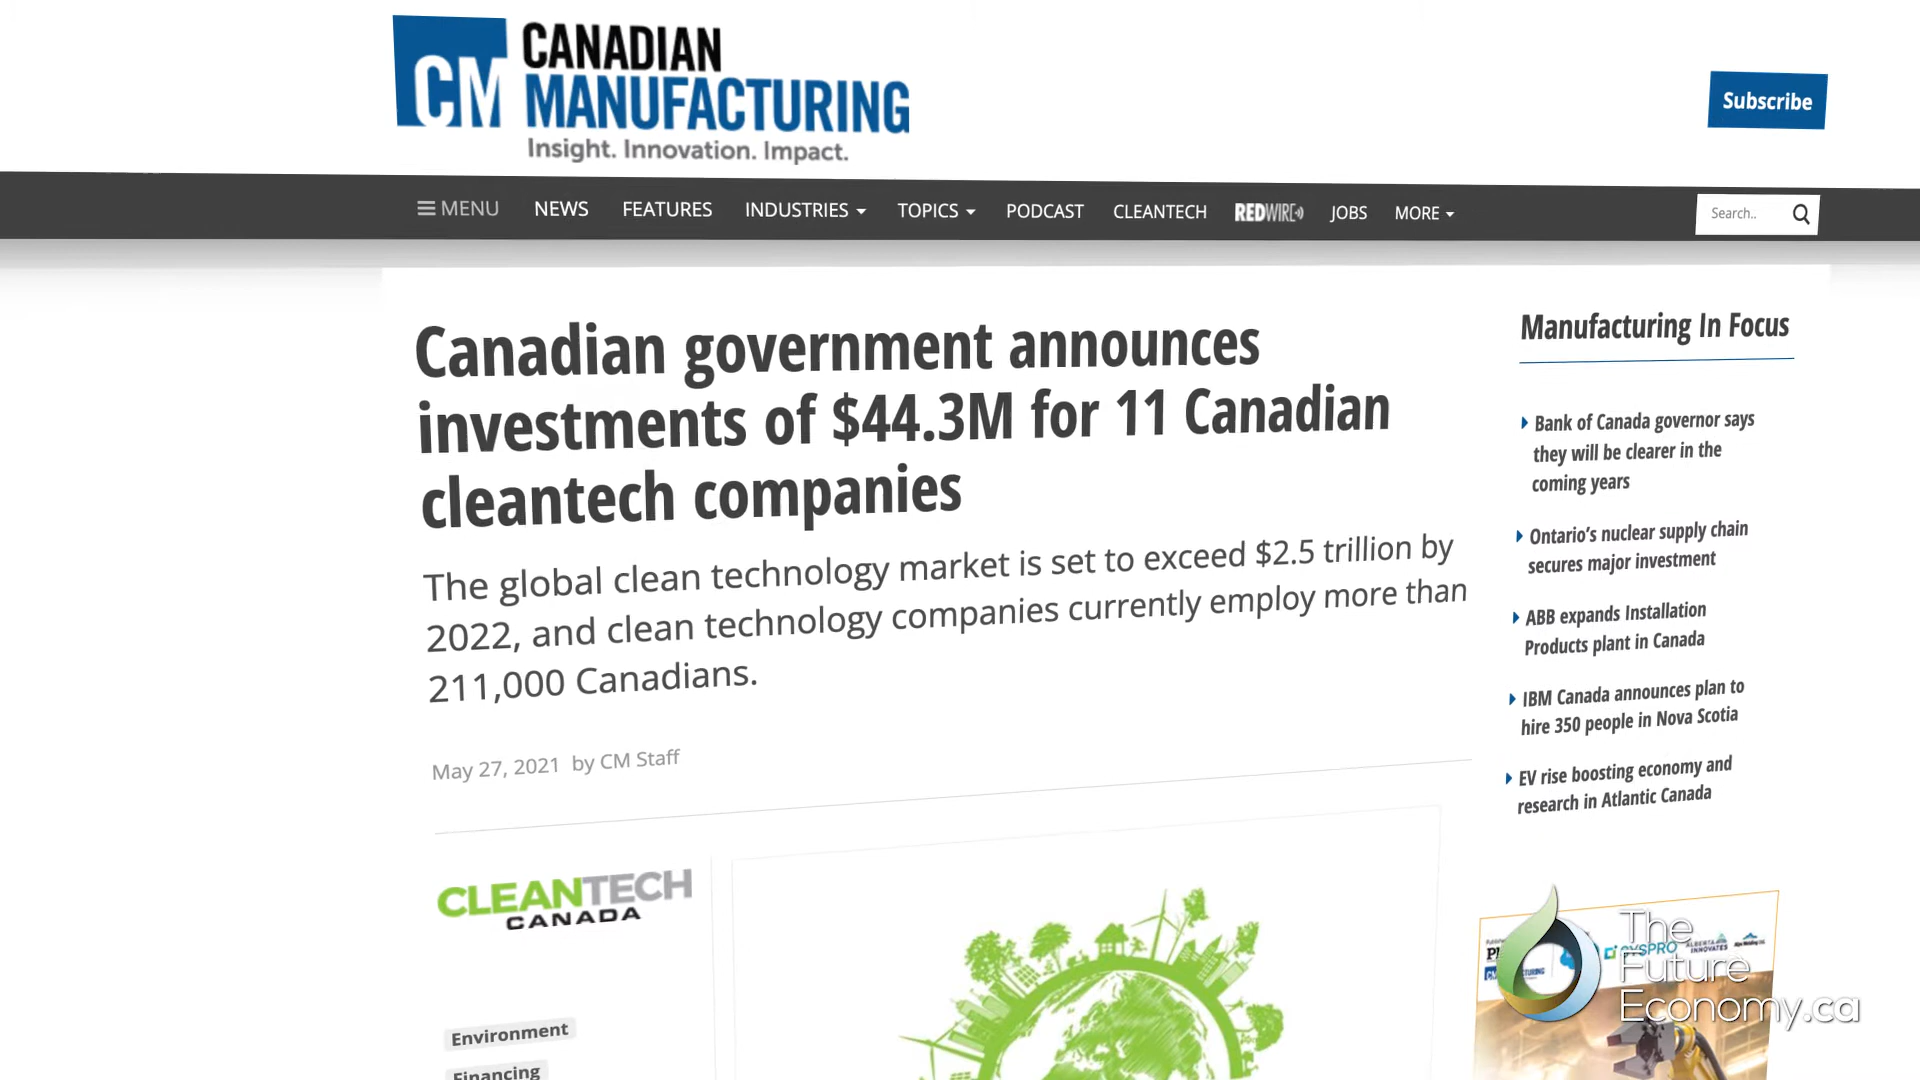 CM
CANADIAN
MANUFACTURING
Insight. Innovation. Impact.
Subscribe
MENU NEWS FEATURES INDUSTRIES TOPICS PODCAST CLEANTECH REDWIRE JOBS MORE Search..
Canadian government announces
investments of $44.3M for 11 Canadian
cleantech companies
The global clean technology market is set to exceed $2.5 trillion by
2022, and clean technology companies currently employ more than
211,000 Canadians.
May 27, 2021 by CM Staff
CLEANTECH
CANADA
Environment
Financing
Manufacturing In Focus
Bank of Canada governor says
they will be clearer in the
coming years
Ontario's nuclear supply chain
secures major investment
ABB expands Installation
Products plant in Canada
IBM Canada announces plan to
hire 350 people in Nova Scotia
EV rise boosting economy and
research in Atlantic Canada
SYSPRO
ALBERTA
INNOVATES
The
Future
Economy.ca